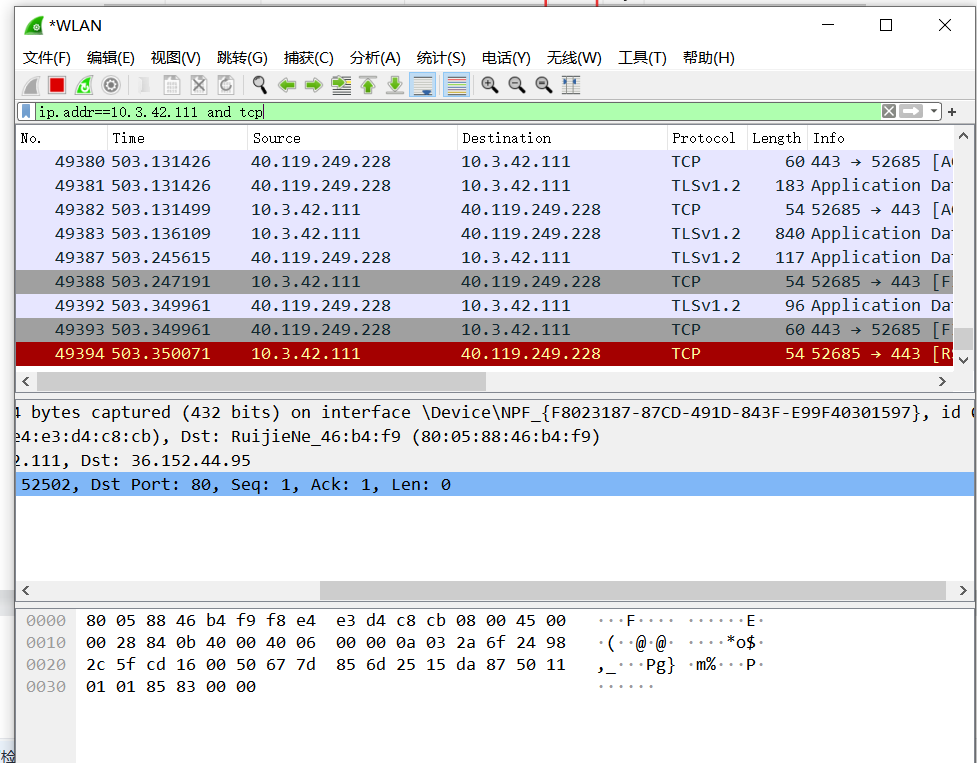 *WLAN
文件(F) 编辑(E) 视图(V) 跳转(G) 捕获(C) 分析(A) 统计(S) 电话(Y) 无线(W) 工具(T) 帮助(H)
ip.addr==10.3.42.111 and tcp
No. Time Source Destination Protocol Length Info
49380 503.131426 40.119.249.228 10.3.42.111 TCP 60 443 → 52685 [A
49381 503.131426 40.119.249.228 10.3.42.111 TLSv1.2 183 Application Da
49382 503.131499 10.3.42.111 40.119.249.228 TCP 54 52685 → 443 [A
49383 503.136109 10.3.42.111 40.119.249.228 TLSv1.2 840 Application Da
49387 503.245615 40.119.249.228 10.3.42.111 TLSv1.2 117 Application Da
49388 503.247191 10.3.42.111 40.119.249.228 TCP 54 52685 → 443 [F
49392 503.349961 40.119.249.228 10.3.42.111 TLSv1.2 96 Application Da
49393 503.349961 40.119.249.228 10.3.42.111 TCP 60 443 → 52685 [F
49394 503.350071 10.3.42.111 40.119.249.228 TCP 54 52685 → 443 [R
4 bytes captured (432 bits) on interface \Device\NPF_{F8023187-87CD-491D-843F-E99F40301597}, id 0
e4:e3:d4:c8:cb), Dst: RuijieNe_46:b4:f9 (80:05:88:46:b4:f9)
2.111, Dst: 36.152.44.95
52502, Dst Port: 80, Seq: 1, Ack: 1, Len: 0
0000 80 05 88 46 b4 f9 f8 e4 e3 d4 c8 cb 08 00 45 00 ···F···· ······E·
0010 00 28 84 0b 40 00 40 06 00 00 0a 03 2a 6f 24 98 ·(··@·@· ····*o$·
0020 2c 5f cd 16 00 50 67 7d 85 6d 25 15 da 87 50 11 ,_···Pg} ·m%···P·
0030 01 01 85 83 00 00 ······
检